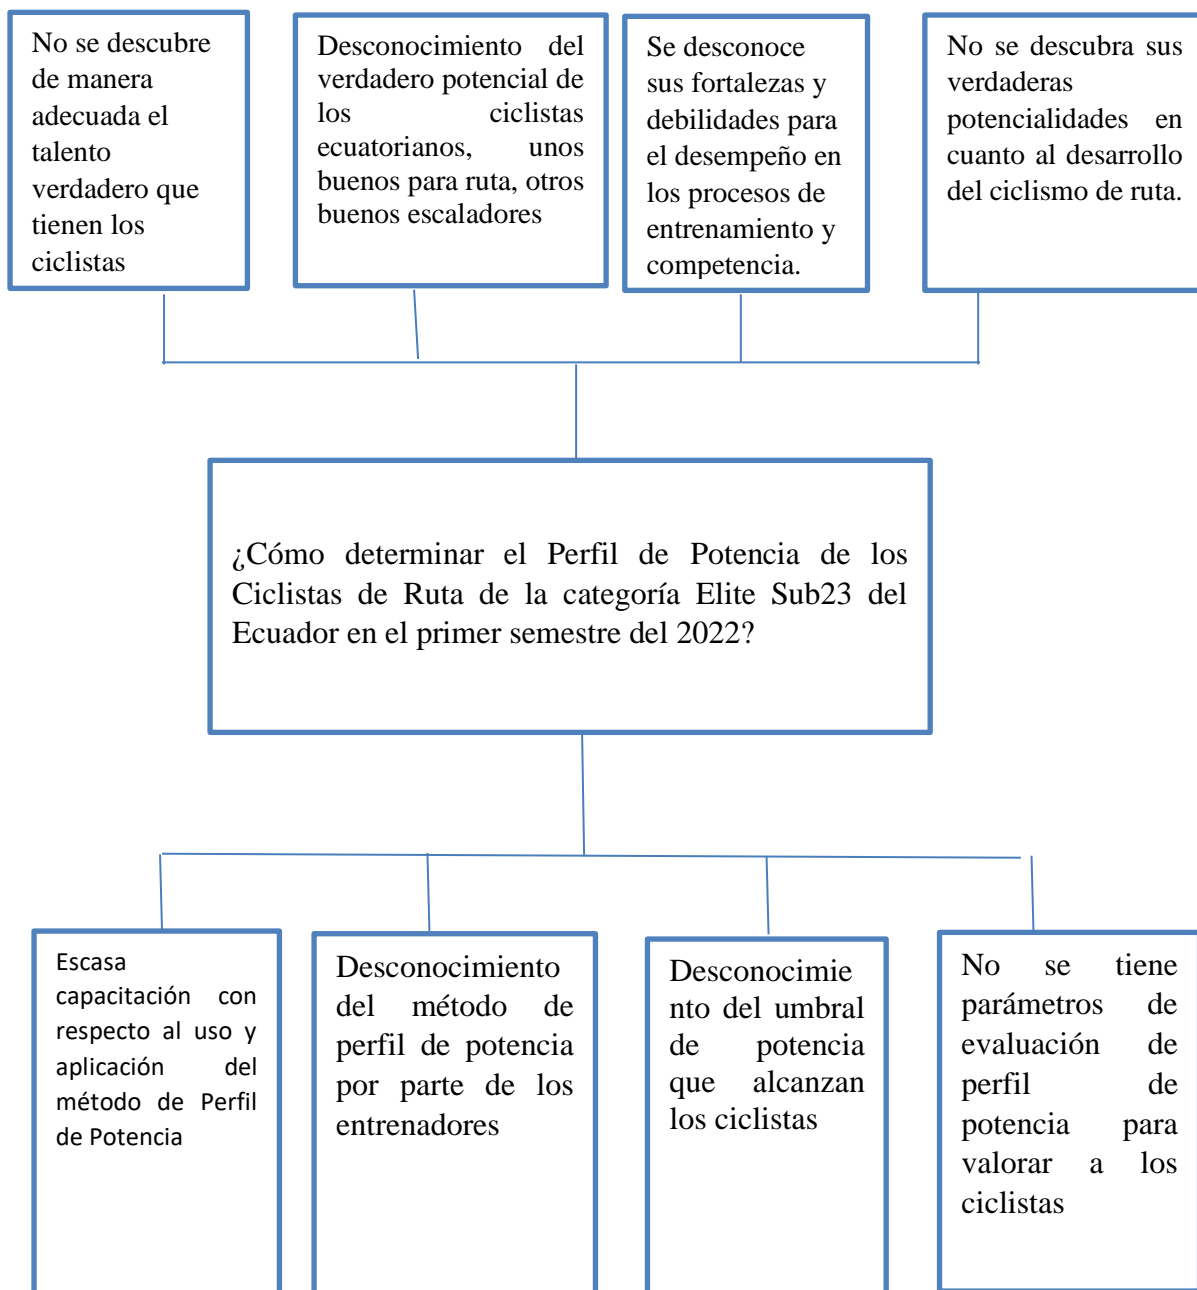 No se descubre
de manera
adecuada el
talento
verdadero que
tienen los
ciclistas
Desconocimiento del
verdadero potencial de
los ciclistas
ecuatorianos, unos
buenos para ruta, otros
buenos escaladores
Se desconoce
sus fortalezas y
debilidades para
el desempeño en
los procesos de
entrenamiento y
competencia.
No se descubra sus
verdaderas
potencialidades en
cuanto al desarrollo
del ciclismo de ruta.
¿Cómo determinar el Perfil de Potencia de los
Ciclistas de Ruta de la categoría Elite Sub23 del
Ecuador en el primer semestre del 2022?
Escasa
capacitación con
respecto al uso y
aplicación del
método de Perfil
de Potencia
Desconocimiento
del método de
perfil de potencia
por parte de los
entrenadores
Desconocimie
nto del umbral
de potencia
que alcanzan
los ciclistas
No se tiene
parámetros de
evaluación de
perfil de
potencia para
valorar a los
ciclistas